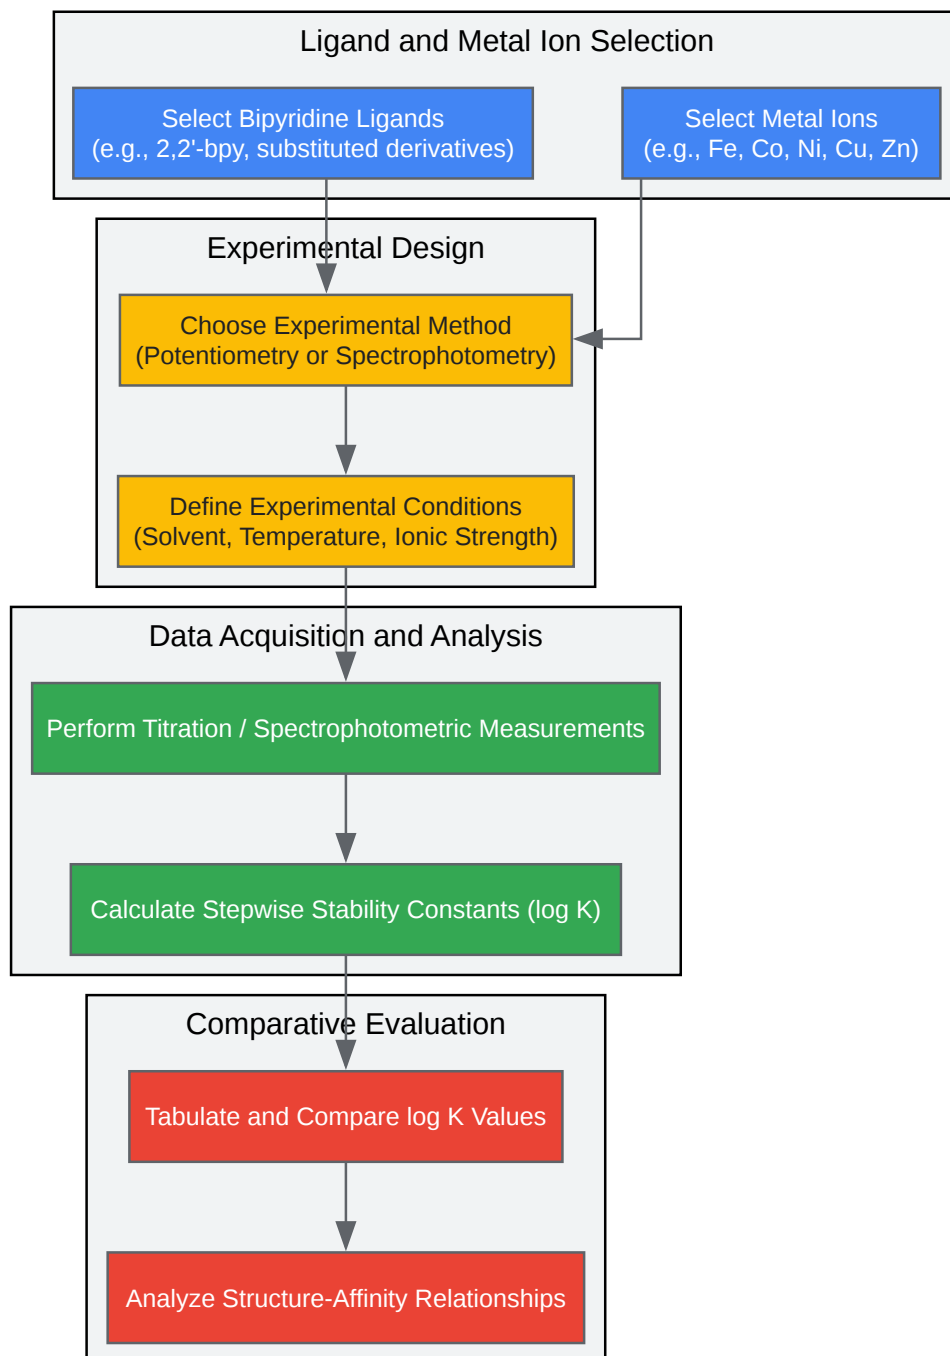 Ligand and Metal Ion Selection
Select Bipyridine Ligands
(e.g., 2,2'-bpy, substituted derivatives)
Select Metal Ions
(e.g., Fe, Co, Ni, Cu, Zn)
Experimental Design
Choose Experimental Method
(Potentiometry or Spectrophotometry)
Define Experimental Conditions
(Solvent, Temperature, Ionic Strength)
Data Acquisition and Analysis
Perform Titration / Spectrophotometric Measurements
Calculate Stepwise Stability Constants (log K)
Comparative Evaluation
Tabulate and Compare log K Values
Analyze Structure-Affinity Relationships